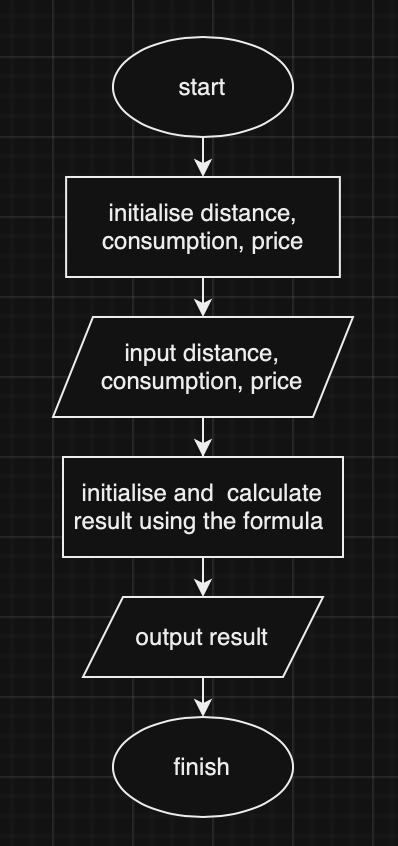 start
initialise distance,
consumption, price
input distance,
consumption, price
initialise and  calculate
result using the formula
output result
finish